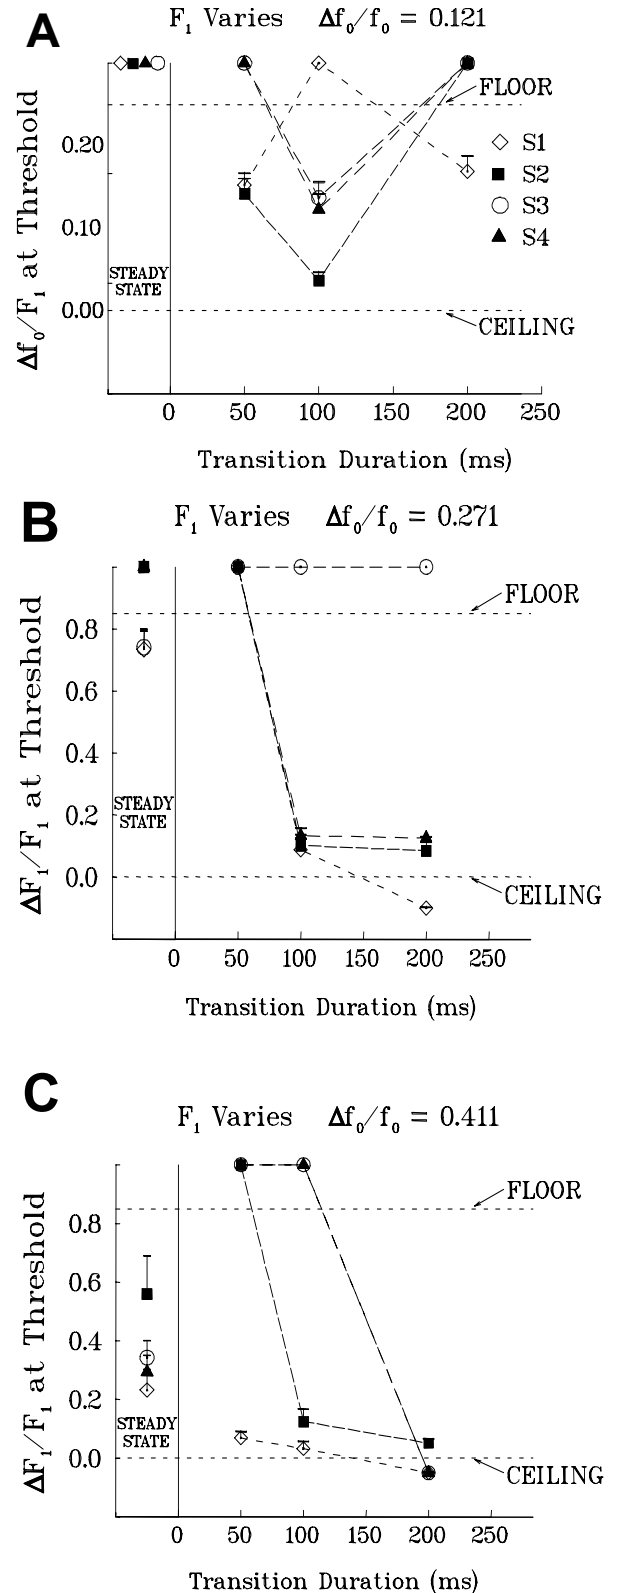 A
F₁ Varies Δf₀/f₀ = 0.121
FLOOR
0.20
S1
S2
S3
S4
0.10
STEADY
STATE
0.00
CEILING
Δf₀/F₁ at Threshold
0 50 100 150 200 250
Transition Duration (ms)
B
F₁ Varies Δf₀/f₀ = 0.271
FLOOR
0.8
0.6
0.4
0.2
STEADY
STATE
0.0
CEILING
ΔF₁/F₁ at Threshold
0 50 100 150 200 250
Transition Duration (ms)
C
F₁ Varies Δf₀/f₀ = 0.411
FLOOR
0.8
0.6
0.4
0.2
STEADY
STATE
0.0
CEILING
ΔF₁/F₁ at Threshold
0 50 100 150 200 250
Transition Duration (ms)